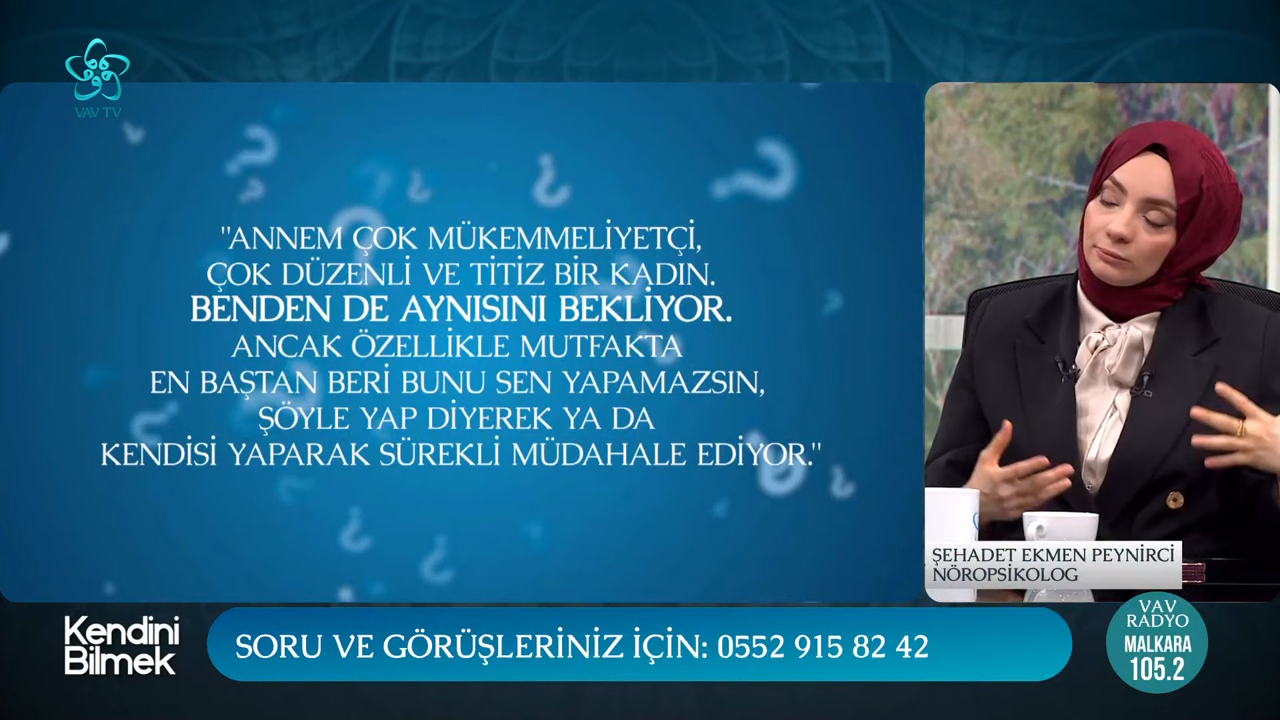 VAV TV
"ANNEM ÇOK MÜKEMMELİYETÇİ,
ÇOK DÜZENLİ VE TİTİZ BİR KADIN.
BENDEN DE AYNISINI BEKLİYOR.
ANCAK ÖZELLİKLE MUTFAKTA
EN BAŞTAN BERİ BUNU SEN YAPAMAZSIN,
ŞÖYLE YAP DİYEREK YA DA
KENDİSİ YAPARAK SÜREKLİ MÜDAHALE EDİYOR."
ŞEHADET EKMEN PEYNİRCİ
NÖROPSİKOLOG
Kendini
Bilmek
SORU VE GÖRÜŞLERİNİZ İÇİN: 0552 915 82 42
VAV
RADYO
MALKARA
105.2